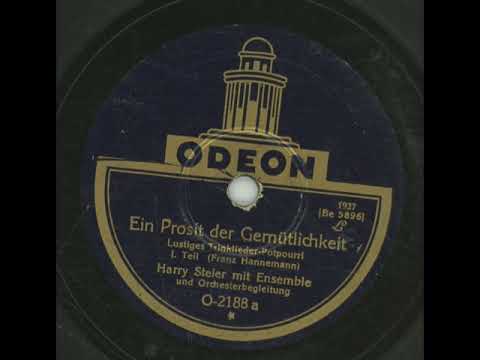 ODEON
1927
[Be 5896]
Ein Prosit der Gemütlichkeit
Lustiges Trinklieder-Potpourri
I. Teil (Franz Hannemann)
Harry Steier mit Ensemble
und Orchesterbegleitung
O-2188 a
*